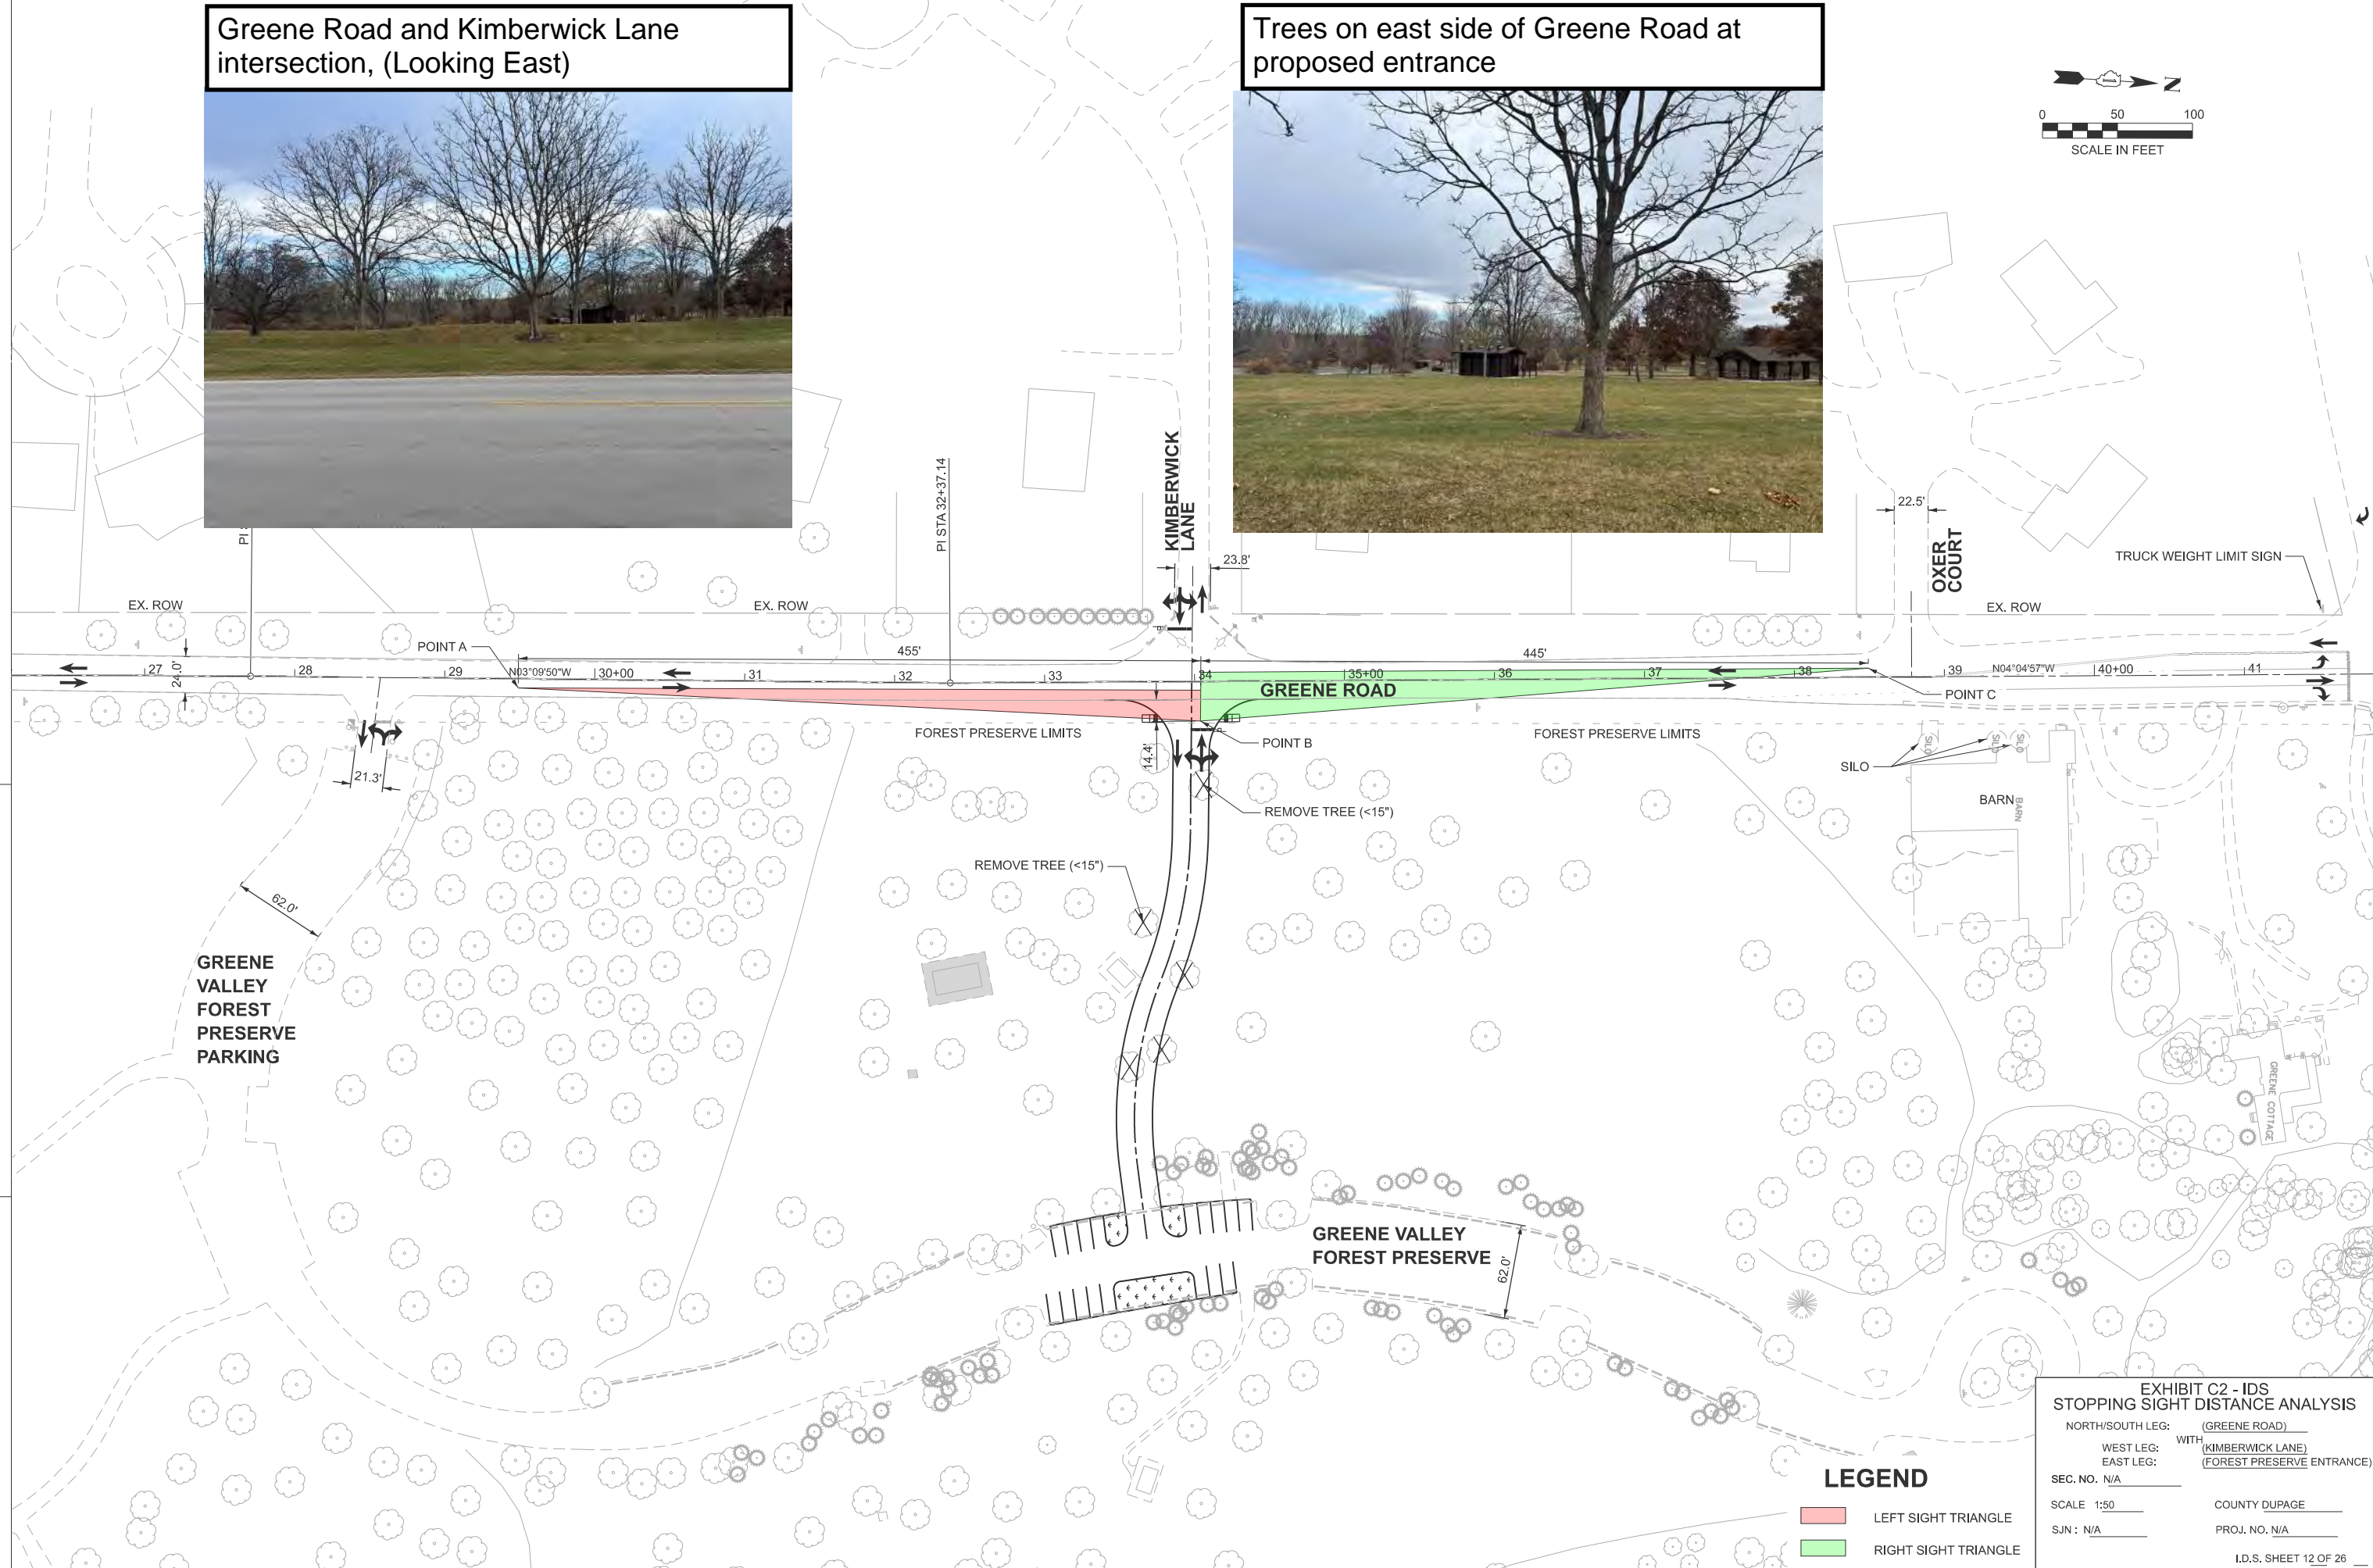 Greene Road and Kimberwick Lane
intersection, (Looking East)
Trees on east side of Greene Road at
proposed entrance
N
0 50 100
SCALE IN FEET
PI STA 32+37.14
KIMBERWICK
LANE
23.8'
22.5'
OXER
COURT
TRUCK WEIGHT LIMIT SIGN
EX. ROW
EX. ROW
EX. ROW
POINT A
455'
445'
24.0'
27
28
29
N03°09'50"W
30+00
31
32
33
34
35+00
36
37
38
39
N04°04'57"W
40+00
41
GREENE ROAD
POINT C
FOREST PRESERVE LIMITS
14.4'
POINT B
FOREST PRESERVE LIMITS
SILO
SILO
SILO
SILO
21.3'
BARN
BARN
REMOVE TREE (<15")
REMOVE TREE (<15")
62.0'
GREENE
VALLEY
FOREST
PRESERVE
PARKING
GREENE COTTAGE
GREENE VALLEY
FOREST PRESERVE
62.0'
LEGEND
LEFT SIGHT TRIANGLE
RIGHT SIGHT TRIANGLE
EXHIBIT C2 - IDS
STOPPING SIGHT DISTANCE ANALYSIS
NORTH/SOUTH LEG: (GREENE ROAD)
WITH
WEST LEG: (KIMBERWICK LANE)
EAST LEG: (FOREST PRESERVE ENTRANCE)
SEC. NO. N/A
SCALE 1:50 COUNTY DUPAGE
SJN : N/A PROJ. NO. N/A
I.D.S. SHEET 12 OF 26